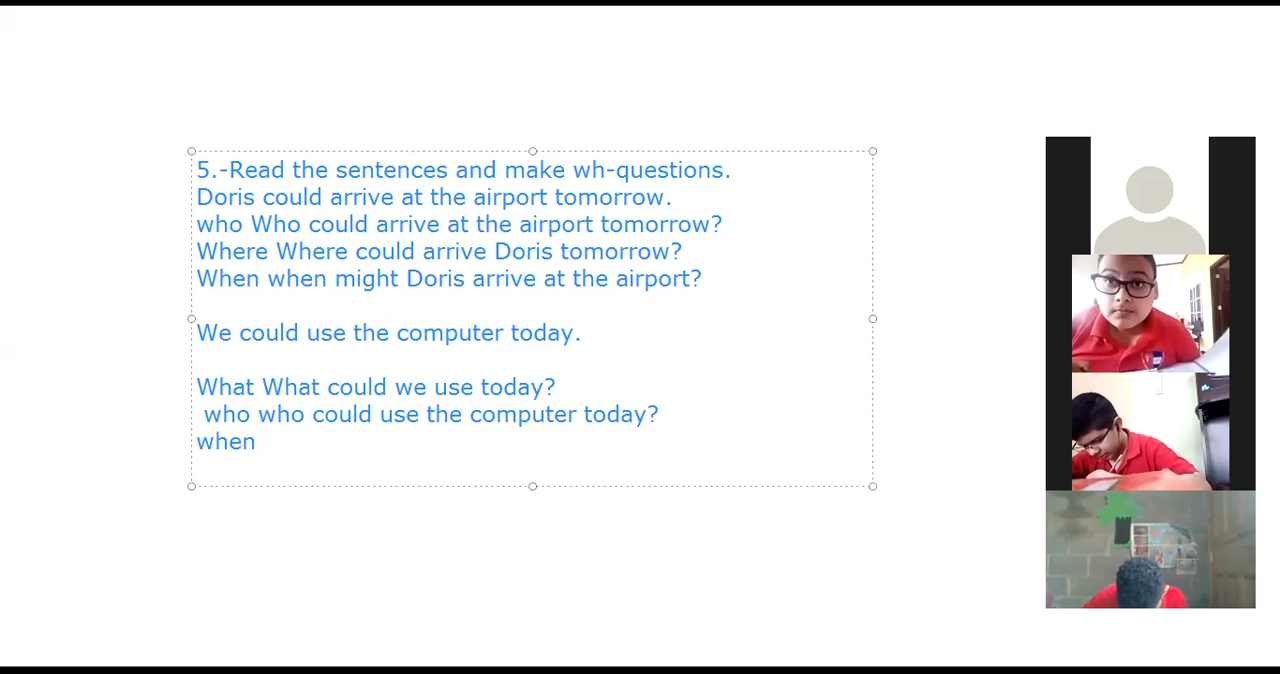 5.-Read the sentences and make wh-questions.
Doris could arrive at the airport tomorrow.
who Who could arrive at the airport tomorrow?
Where Where could arrive Doris tomorrow?
When when might Doris arrive at the airport?
We could use the computer today.
What What could we use today?
who who could use the computer today?
when